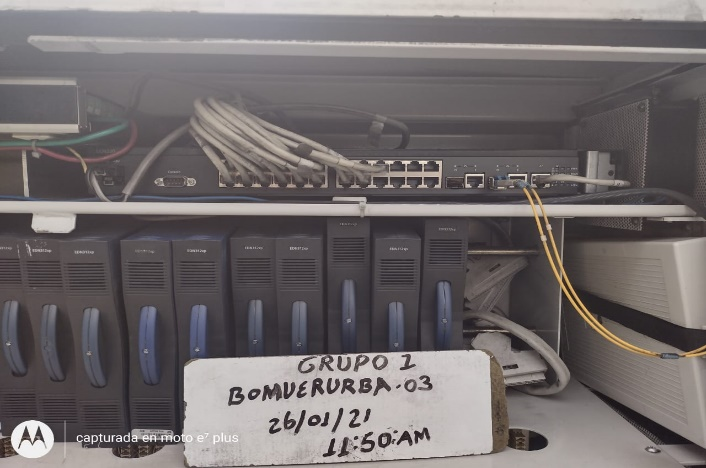 GRUPO 1
BOMUERURBA-03
26/01/21
11:50:AM
capturada en moto e⁷ plus